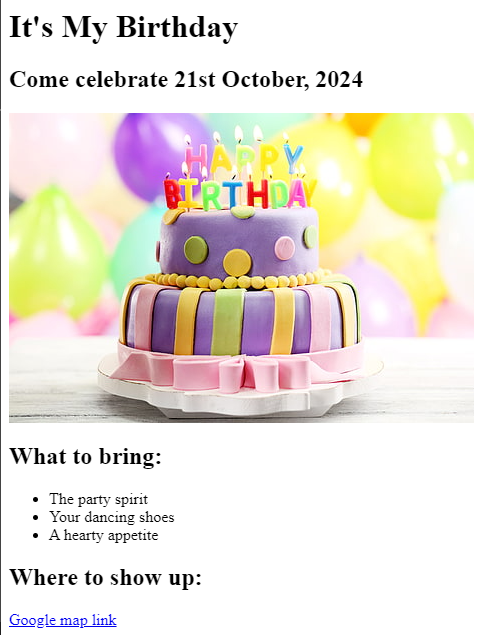 It's My Birthday
Come celebrate 21st October, 2024
HAPPY
BIRTHDAY
What to bring:
The party spirit
Your dancing shoes
A hearty appetite
Where to show up:
Google map link